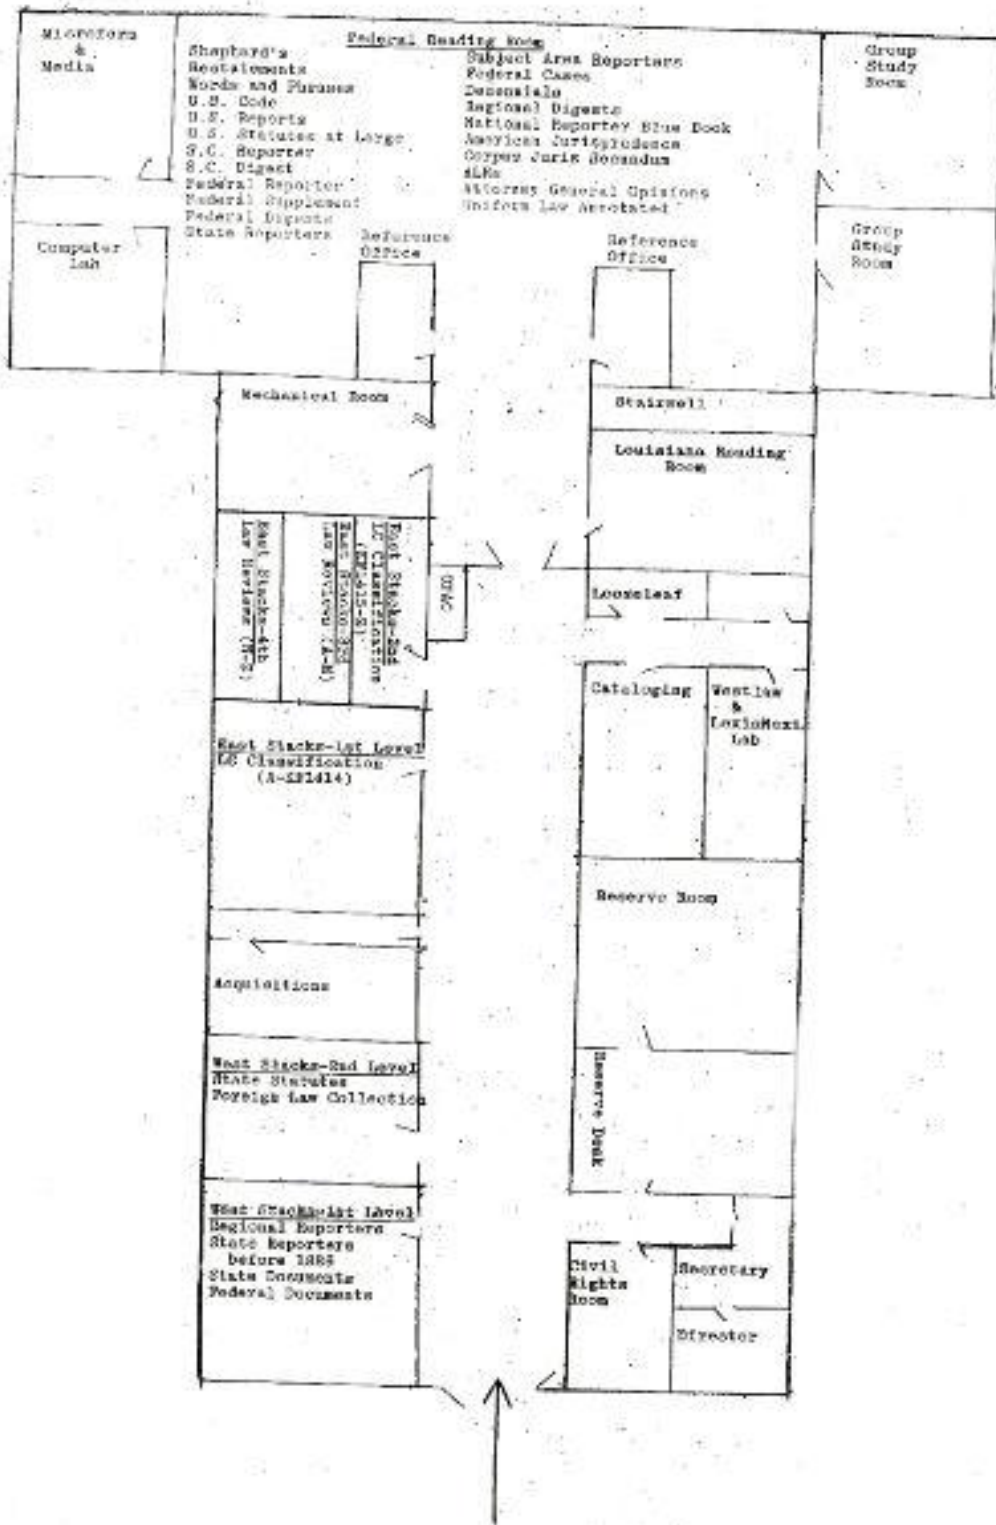 Microform
&
Media
Federal Reading Room
Shephard's
Restatements
Words and Phrases
U.S. Code
U.S. Reports
U.S. Statutes at Large
S.C. Reporter
S.C. Digest
Federal Reporter
Federal Supplement
Federal Digests
State Reporters
Subject Area Reporters
Federal Cases
Decennials
Regional Digests
National Reporter Blue Book
American Jurisprudence
Corpus Juris Secundum
ALRs
Attorney General Opinions
Uniform Law Annotated
Group
Study
Room
Computer
Lab
Reference
Office
Reference
Office
Group
Study
Room
Mechanical Room
Stairwell
Louisiana Reading
Room
East Stacks-4th
Law Reviews
East Stacks-3rd
Law Reviews (A-M)
East Stacks-2nd
LC Classification
OPAC
Looseleaf
Cataloging
Westlaw
&
Lab
East Stacks-1st Level
LC Classification
Reserve Room
Acquisitions
West Stacks-2nd Level
State Statutes
Foreign Law Collection
Reserve Desk
West Stacks-1st Level
Regional Reporters
State Reporters
before
State Documents
Federal Documents
Civil
Rights
Room
Secretary
Director